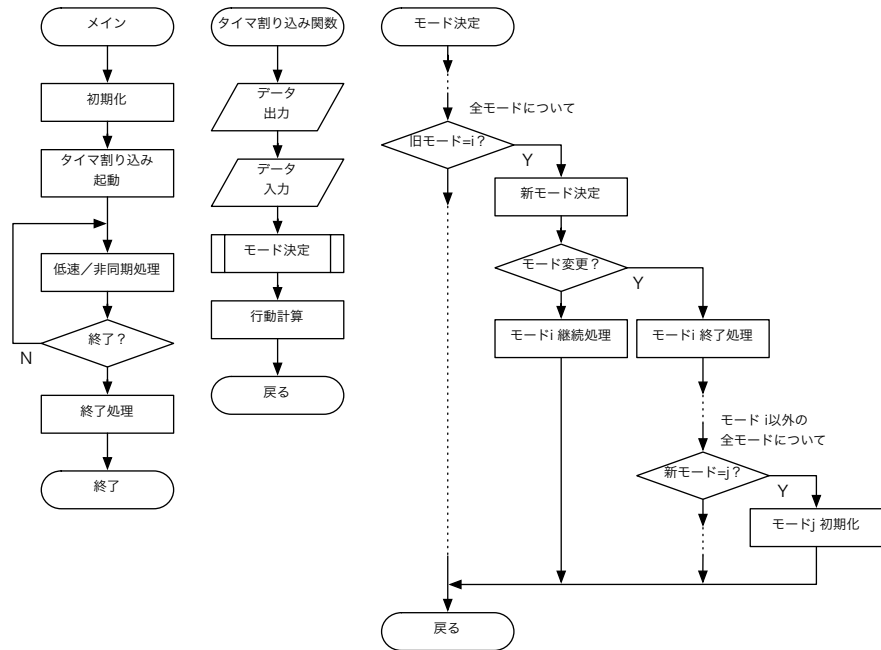 メイン
初期化
タイマ割り込み
起動
低速／非同期処理
終了？
N
終了処理
終了
タイマ割り込み関数
データ
出力
データ
入力
モード決定
行動計算
戻る
モード決定
全モードについて
旧モード=i？
Y
新モード決定
モード変更？
Y
モードi 継続処理
モードi 終了処理
モード i以外の
全モードについて
新モード=j？
Y
モードj 初期化
戻る